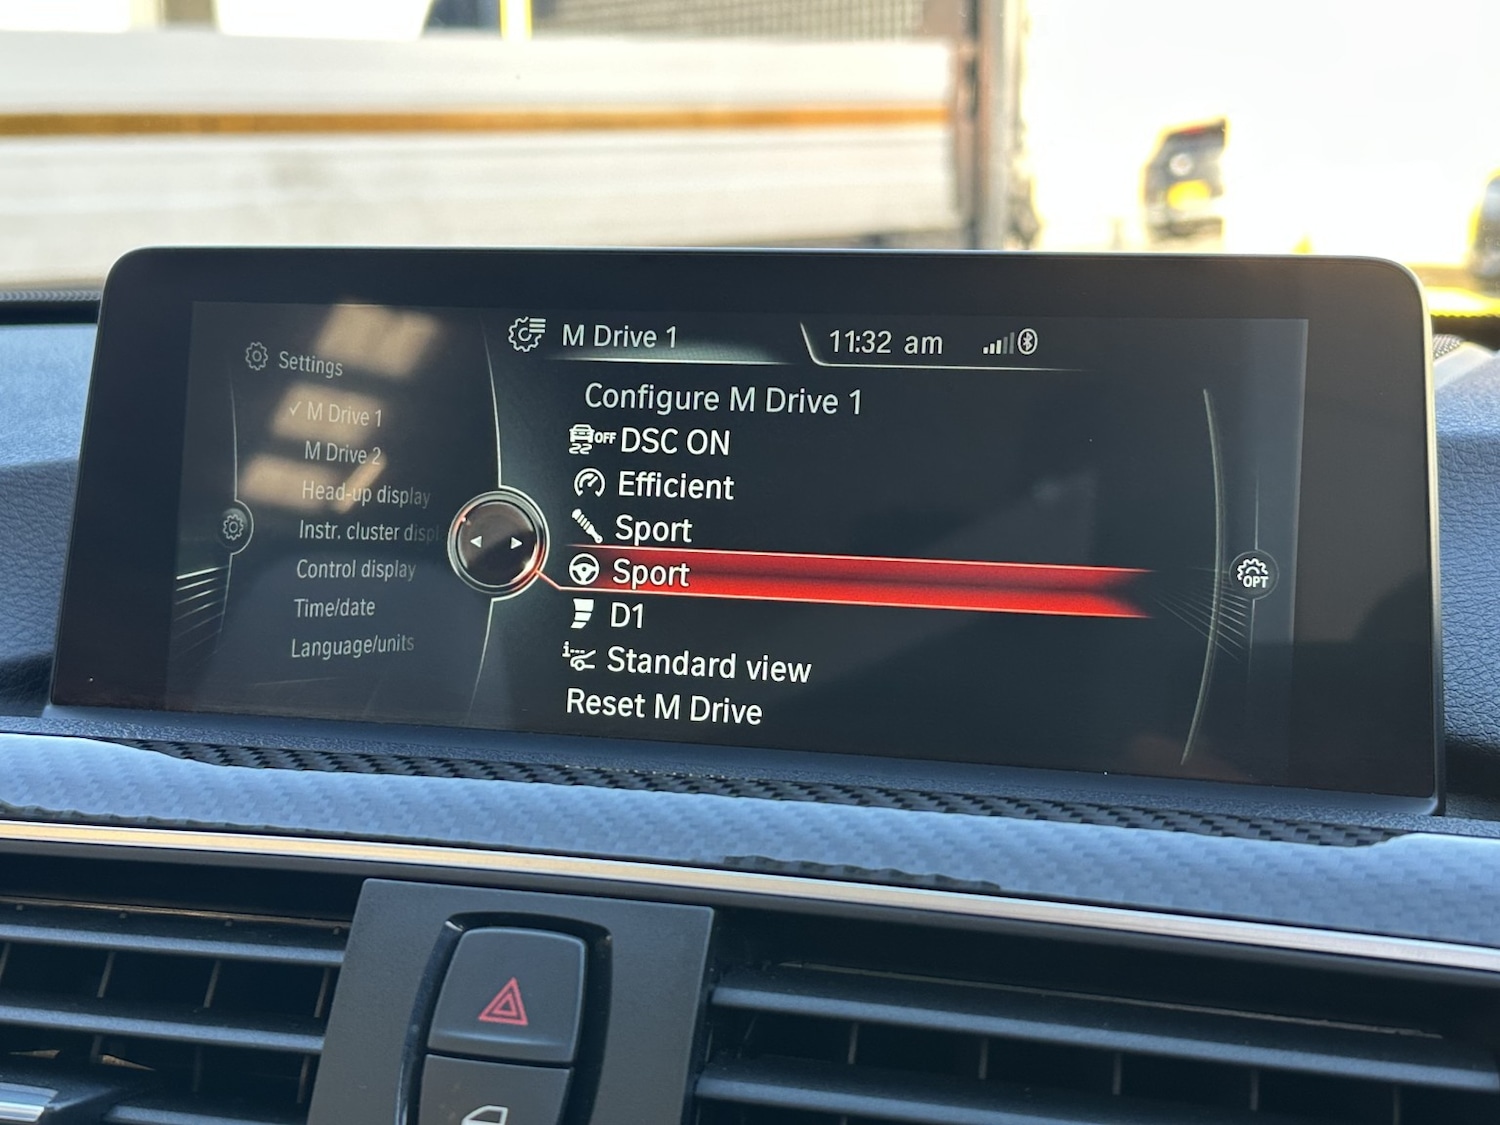 M Drive 1
11:32 am
Settings
✓ M Drive 1
M Drive 2
Head-up display
Instr. cluster displ
Control display
Time/date
Language/units
Configure M Drive 1
OFF DSC ON
Efficient
Sport
Sport
D1
Standard view
Reset M Drive
OPT